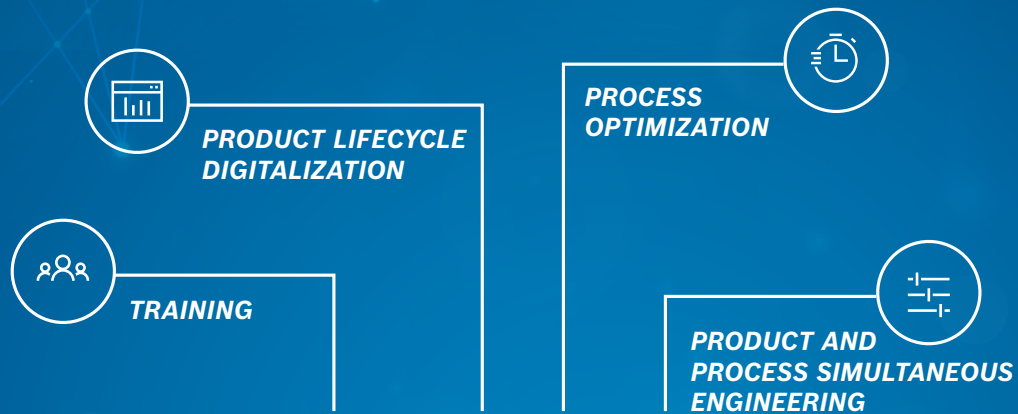 PRODUCT LIFECYCLE
DIGITALIZATION
PROCESS
OPTIMIZATION
TRAINING
PRODUCT AND
PROCESS SIMULTANEOUS
ENGINEERING